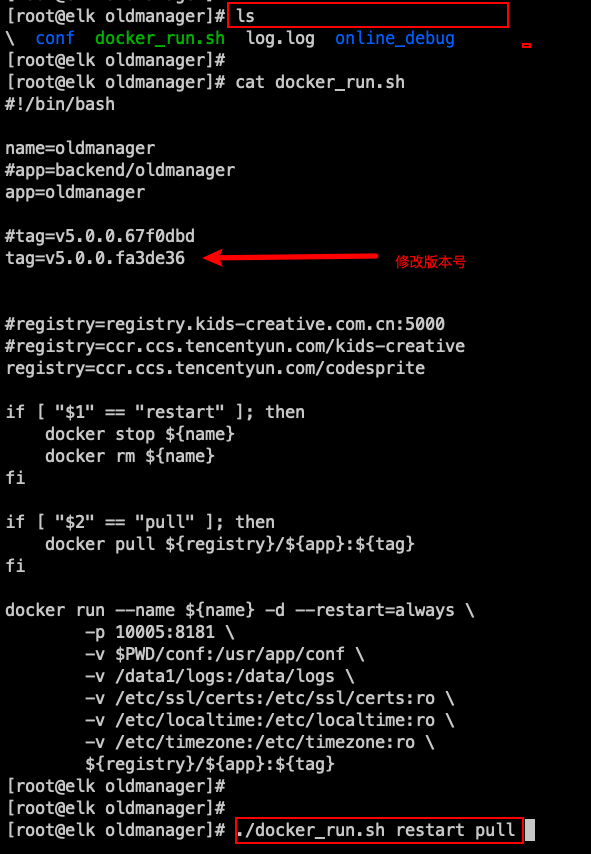 [root@elk oldmanager]# ls
\  conf  docker_run.sh  log.log  online_debug
[root@elk oldmanager]#
[root@elk oldmanager]# cat docker_run.sh
#!/bin/bash

name=oldmanager
#app=backend/oldmanager
app=oldmanager

#tag=v5.0.0.67f0dbd
tag=v5.0.0.fa3de36 修改版本号

#registry=registry.kids-creative.com.cn:5000
#registry=ccr.ccs.tencentyun.com/kids-creative
registry=ccr.ccs.tencentyun.com/codesprite

if [ "$1" == "restart" ]; then
    docker stop ${name}
    docker rm ${name}
fi

if [ "$2" == "pull" ]; then
    docker pull ${registry}/${app}:${tag}
fi

docker run --name ${name} -d --restart=always \
        -p 10005:8181 \
        -v $PWD/conf:/usr/app/conf \
        -v /data1/logs:/data/logs \
        -v /etc/ssl/certs:/etc/ssl/certs:ro \
        -v /etc/localtime:/etc/localtime:ro \
        -v /etc/timezone:/etc/timezone:ro \
        ${registry}/${app}:${tag}
[root@elk oldmanager]#
[root@elk oldmanager]#
[root@elk oldmanager]# ./docker_run.sh restart pull